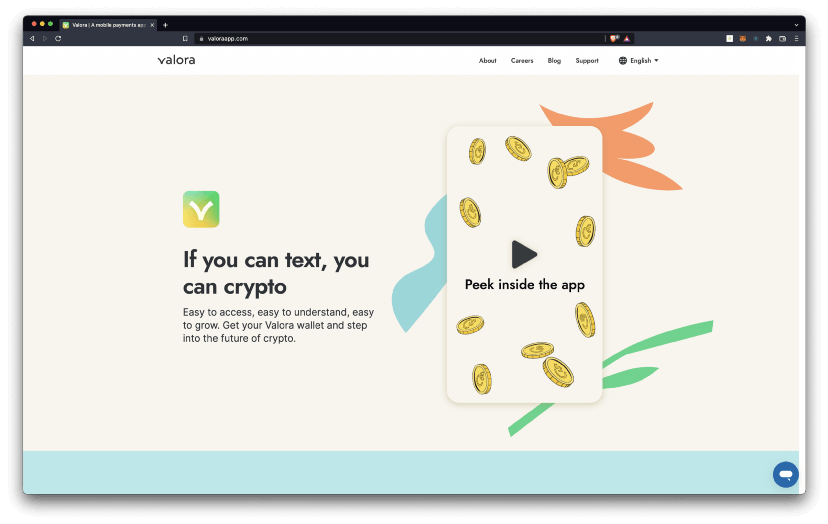 Valora | A mobile payments app
valoraapp.com
valora
About
Careers
Blog
Support
English
If you can text, you
can crypto
Easy to access, easy to understand, easy
to grow. Get your Valora wallet and step
into the future of crypto.
Peek inside the app